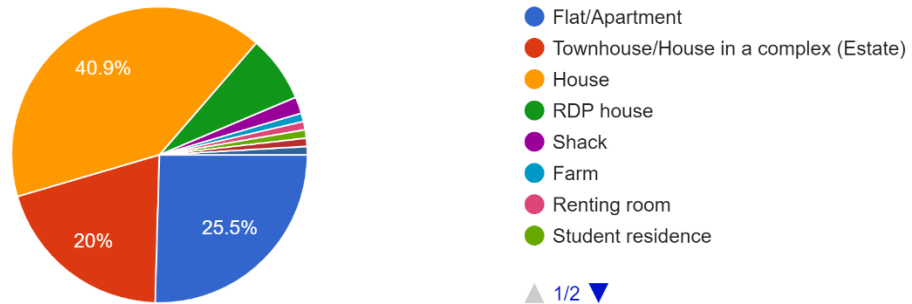 40.9%
20%
25.5%
Flat/Apartment
Townhouse/House in a complex (Estate)
House
RDP house
Shack
Farm
Renting room
Student residence
1/2